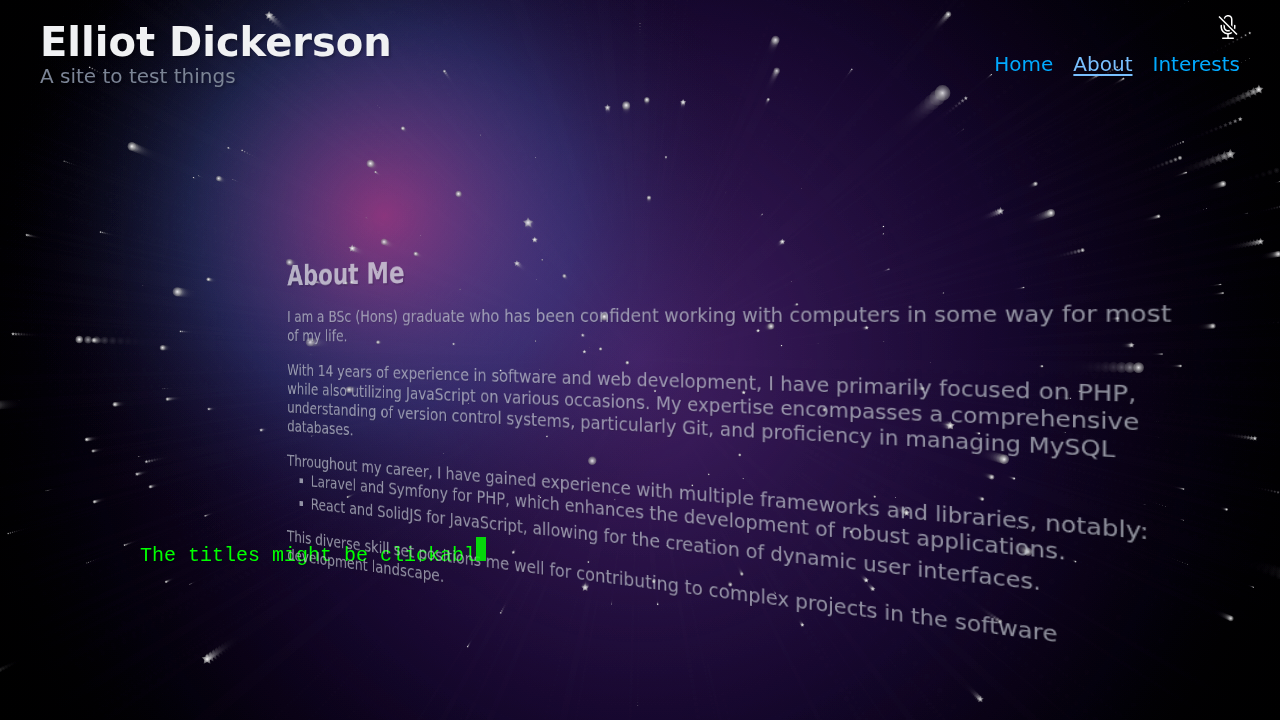 Elliot Dickerson
A site to test things
Home About Interests
About Me
I am a BSc (Hons) graduate who has been confident working with computers in some way for most
of my life.
With 14 years of experience in software and web development, I have primarily focused on PHP,
while also utilizing JavaScript on various occasions. My expertise encompasses a comprehensive
understanding of version control systems, particularly Git, and proficiency in managing MySQL
databases.
Throughout my career, I have gained experience with multiple frameworks and libraries, notably:
▪ Laravel and Symfony for PHP, which enhances the development of robust applications.
▪ React and SolidJS for JavaScript, allowing for the creation of dynamic user interfaces.
This diverse skill set positions me well for contributing to complex projects in the software
development landscape.
The titles might be clickabl